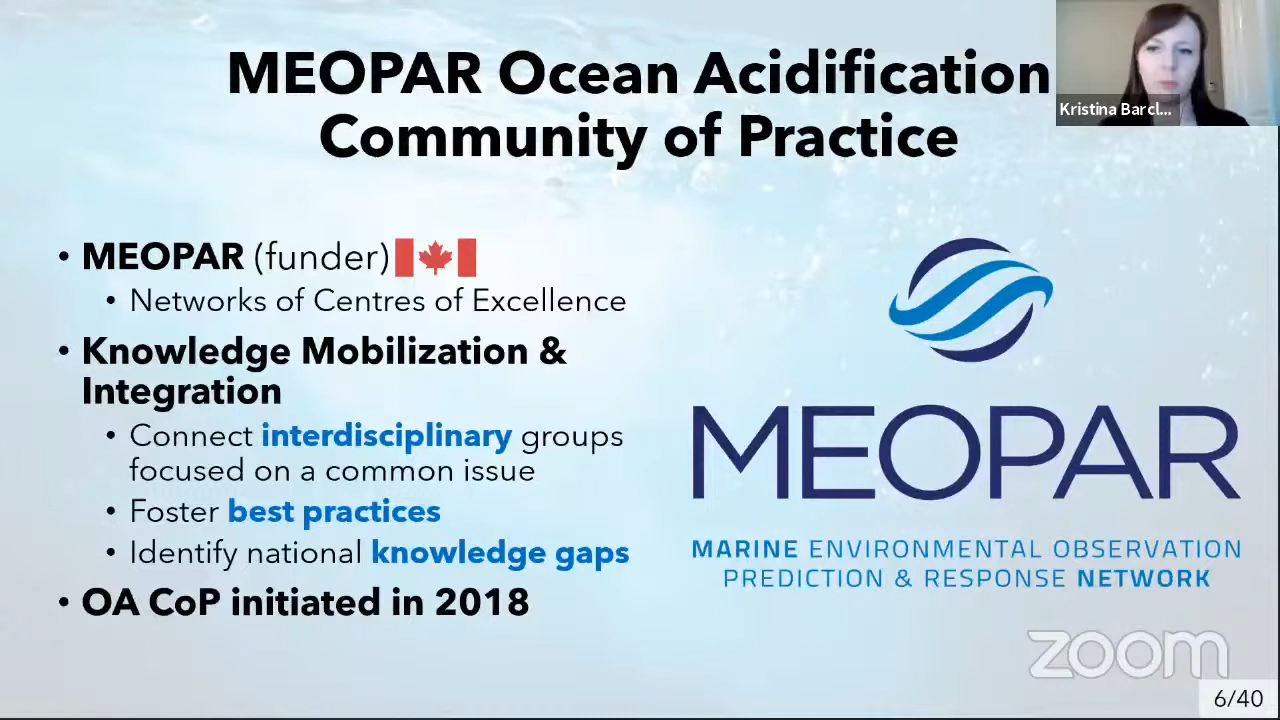 MEOPAR Ocean Acidification
Community of Practice
Kristina Barcl...
• MEOPAR (funder)
• Networks of Centres of Excellence
• Knowledge Mobilization &
Integration
• Connect interdisciplinary groups
focused on a common issue
• Foster best practices
• Identify national knowledge gaps
• OA CoP initiated in 2018
MEOPAR
MARINE ENVIRONMENTAL OBSERVATION
PREDICTION & RESPONSE NETWORK
zoom
6/40